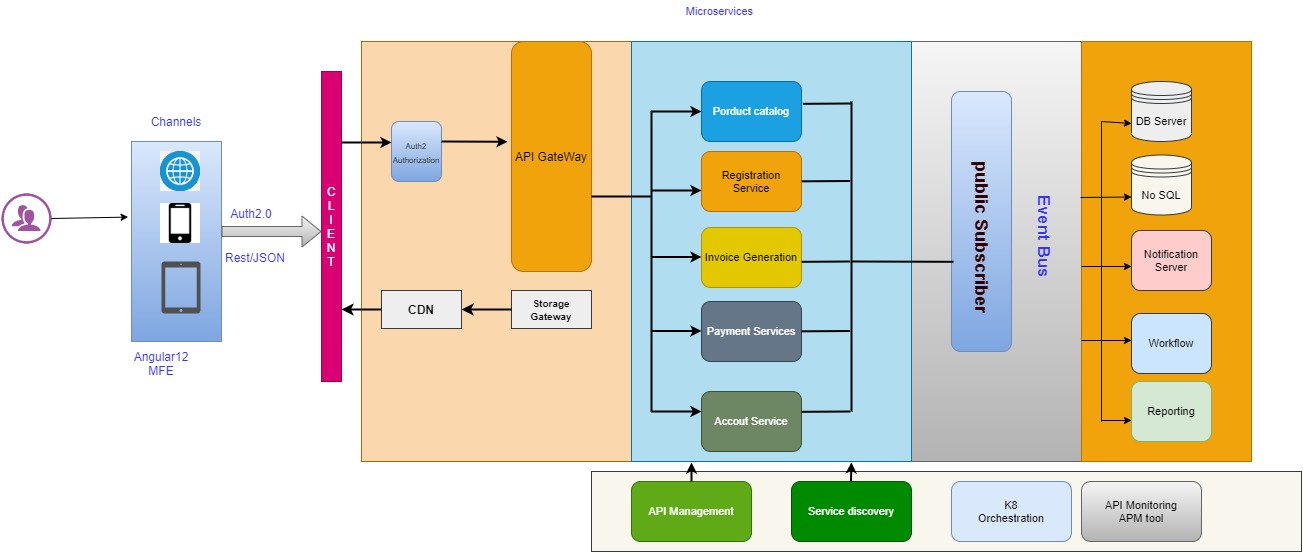 Microservices
Channels
Angular12
MFE
Auth2.0
Rest/JSON
CLIENT
Auth2
Authorization
API GateWay
CDN
Storage
Gateway
Porduct catalog
Registration
Service
Invoice Generation
Payment Services
Accout Service
public Subscriber
Event Bus
DB Server
No SQL
Notification
Server
Workflow
Reporting
API Management
Service discovery
K8
Orchestration
API Monitoring
APM tool